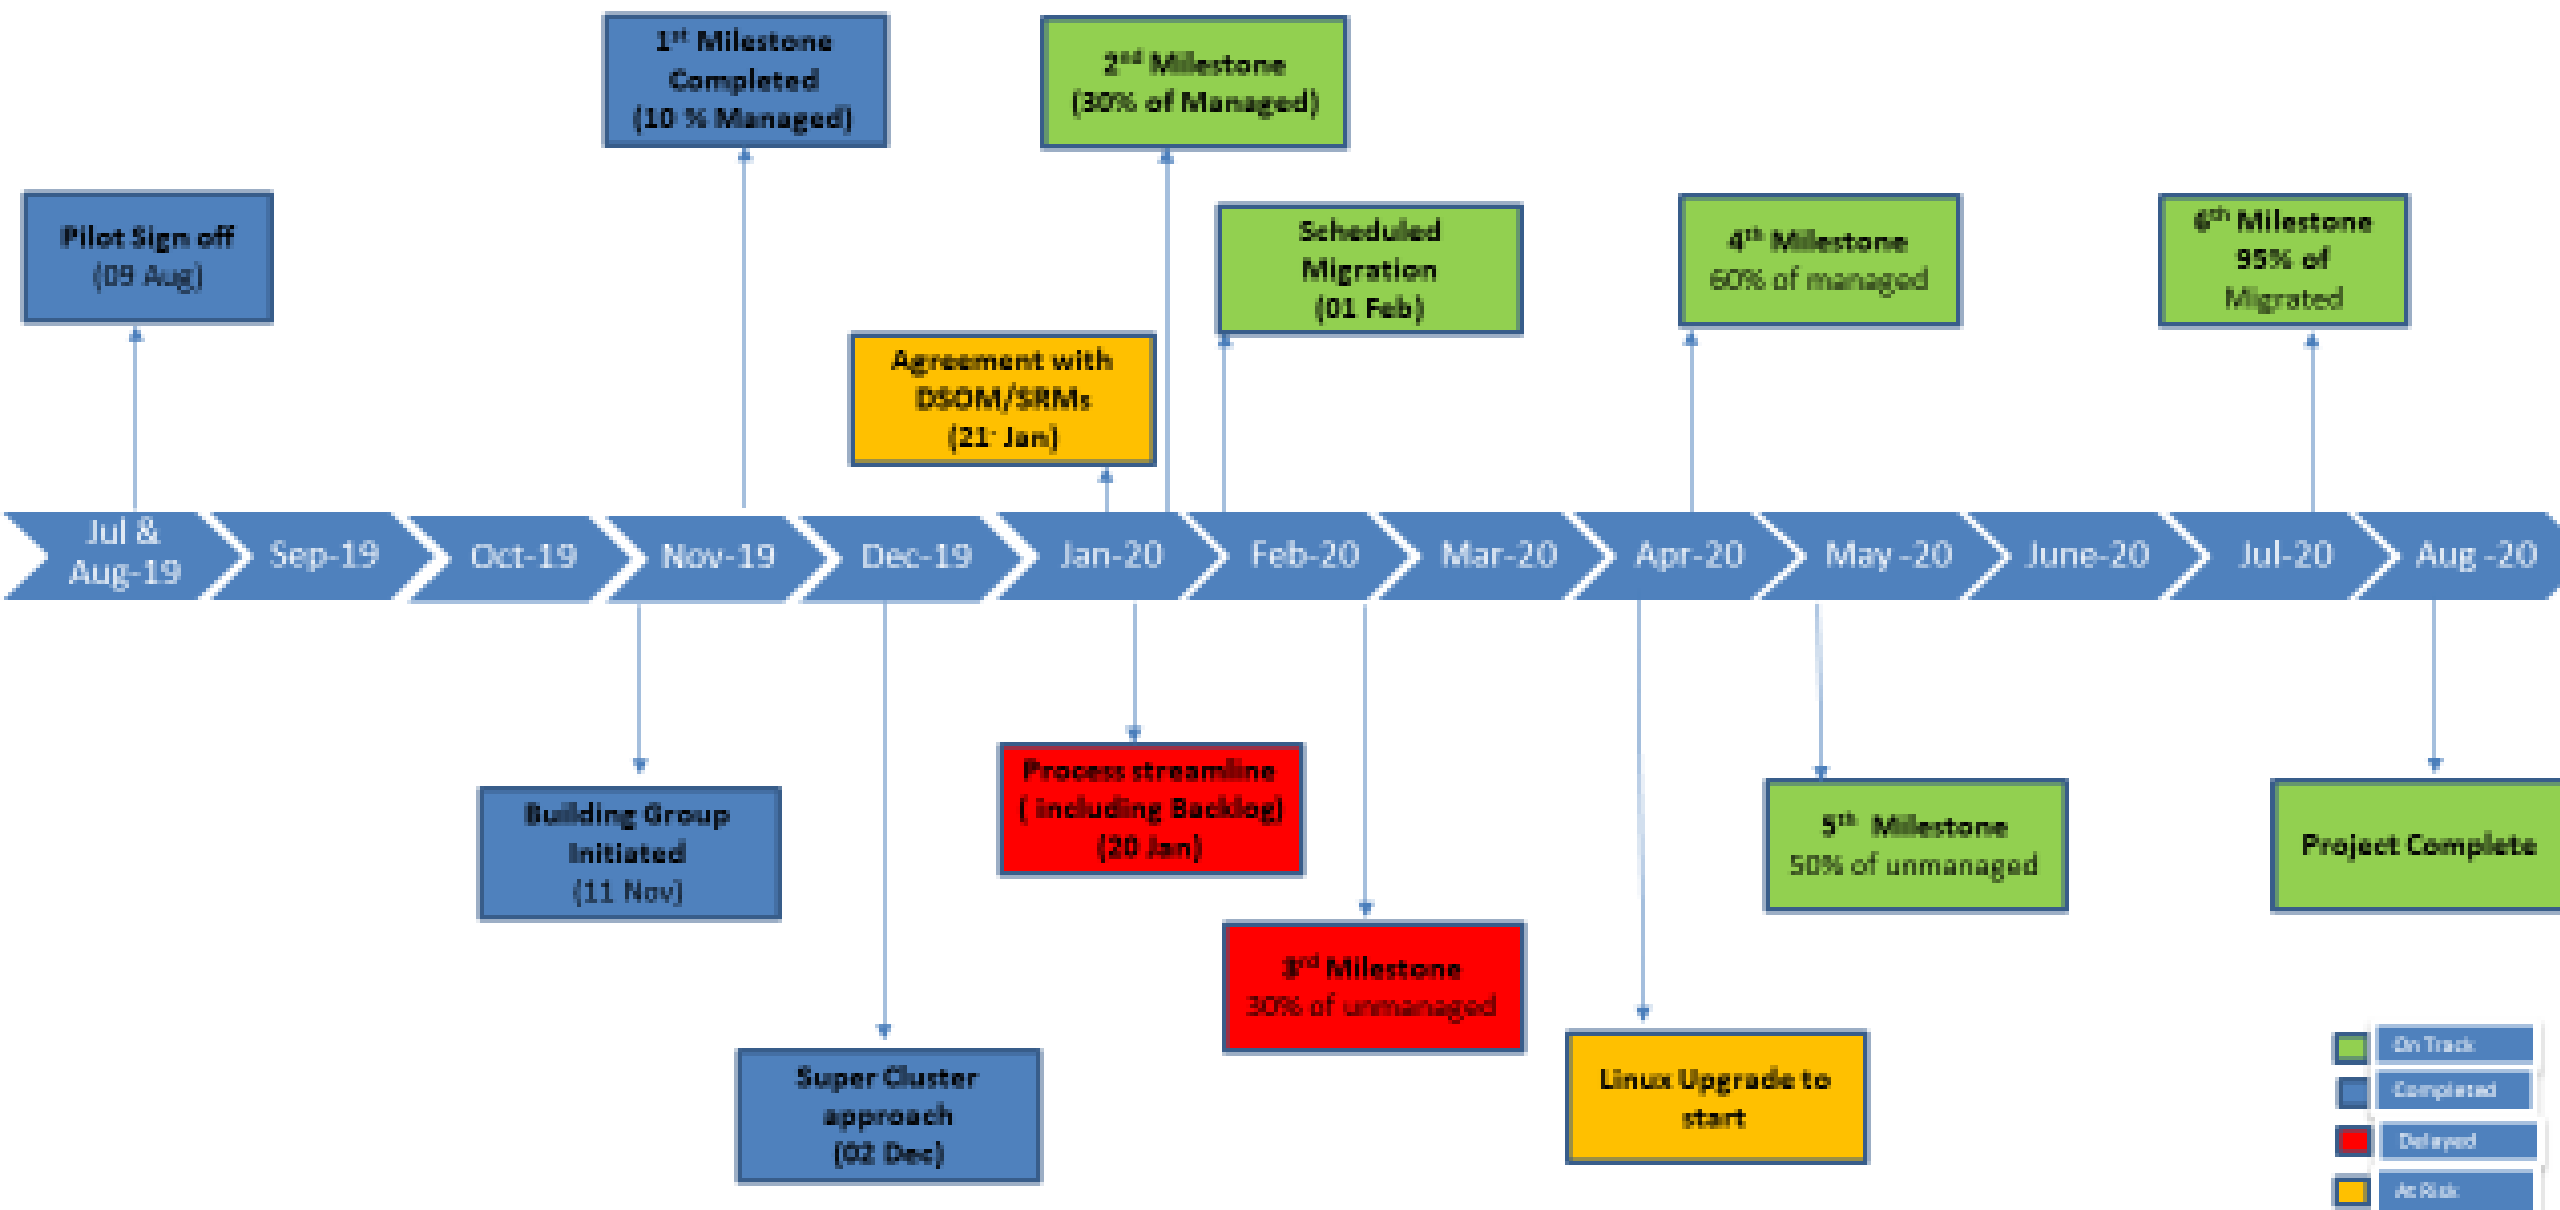 1st Milestone
Completed
(10 % Managed)
2nd Milestone
(30% of Managed)
Pilot Sign off
(09 Aug)
Scheduled
Migration
(01 Feb)
4th Milestone
60% of managed
6th Milestone
95% of
Migrated
Agreement with
DSOM/SRMs
(21- Jan)
Jul &
Aug-19
Sep-19
Oct-19
Nov-19
Dec-19
Jan-20
Feb-20
Mar-20
Apr-20
May -20
June-20
Jul-20
Aug -20
Process streamline
( including Backlog)
(20 Jan)
Building Group
Initiated
(11 Nov)
5th Milestone
50% of unmanaged
Project Complete
3rd Milestone
30% of unmanaged
Super Cluster
approach
(02 Dec)
Linux Upgrade to
start
On Track
Completed
Delayed
At Risk